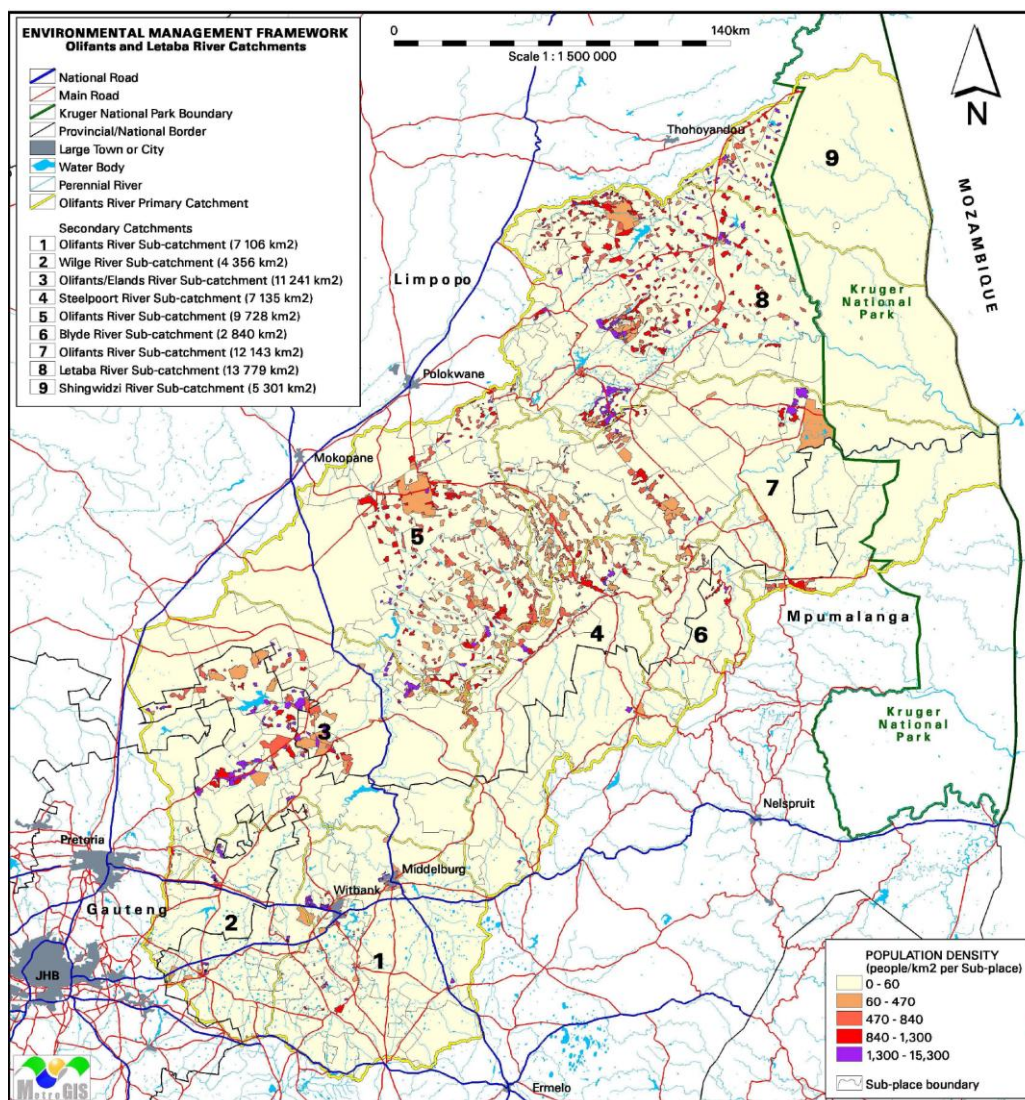 ENVIRONMENTAL MANAGEMENT FRAMEWORK
Olifants and Letaba River Catchments
National Road
Main Road
Kruger National Park Boundary
Provincial/National Border
Large Town or City
Water Body
Perennial River
Olifants River Primary Catchment
Secondary Catchments
1 Olifants River Sub-catchment (7 106 km2)
2 Wilge River Sub-catchment (4 356 km2)
3 Olifants/Elands River Sub-catchment (11 241 km2)
4 Steelpoort River Sub-catchment (7 135 km2)
5 Olifants River Sub-catchment (9 728 km2)
6 Blyde River Sub-catchment (2 840 km2)
7 Olifants River Sub-catchment (12 143 km2)
8 Letaba River Sub-catchment (13 779 km2)
9 Shingwidzi River Sub-catchment (5 301 km2)
0 140km
Scale 1 : 1 500 000
N
Thohoyandou
9
MOZAMBIQUE
Limpopo
8
Kruger
National
Park
Polokwane
Mokopane
7
5
Mpumalanga
4
6
Kruger
National
Park
3
Nelspruit
Pretoria
Middelburg
Witbank
Gauteng
2
1
JHB
Ermelo
POPULATION DENSITY
(people/km2 per Sub-place)
0 - 60
60 - 470
470 - 840
840 - 1,300
1,300 - 15,300
Sub-place boundary
MetroGIS